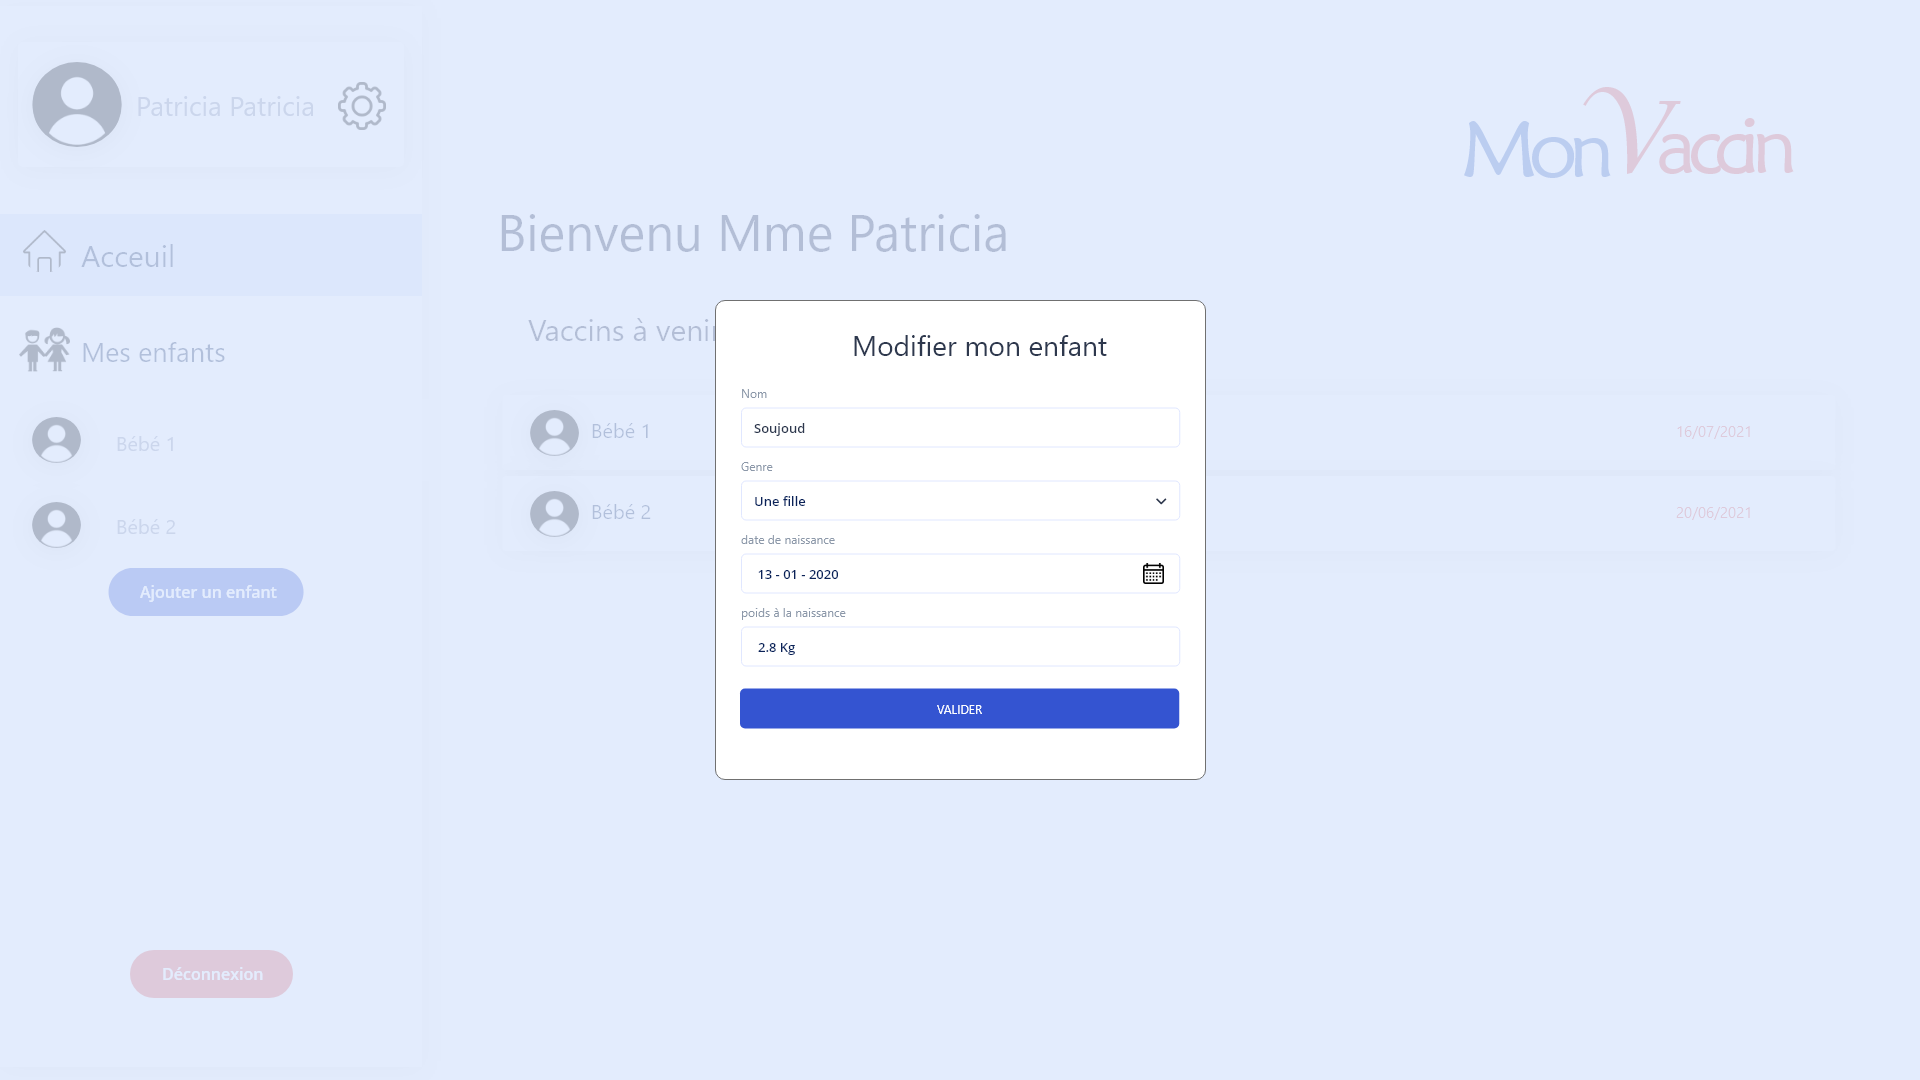 Patricia Patricia
MonVaccin
Bienvenu Mme Patricia
Acceuil
Mes enfants
Bébé 1
Bébé 2
Ajouter un enfant
Déconnexion
Vaccins à venir
Bébé 1
16/07/2021
Bébé 2
20/06/2021
Modifier mon enfant
Nom
Soujoud
Genre
Une fille
date de naissance
13 - 01 - 2020
poids à la naissance
2.8 Kg
VALIDER